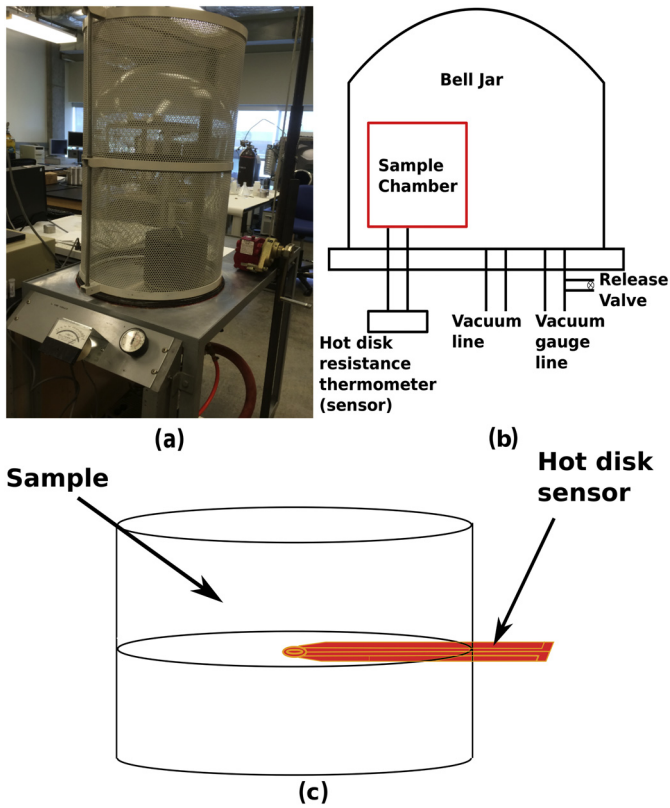 Bell Jar
Sample
Chamber
Release
Valve
Hot disk
resistance
thermometer
(sensor)
Vacuum
line
Vacuum
gauge
line
(a)
(b)
Sample
Hot disk
sensor
(c)